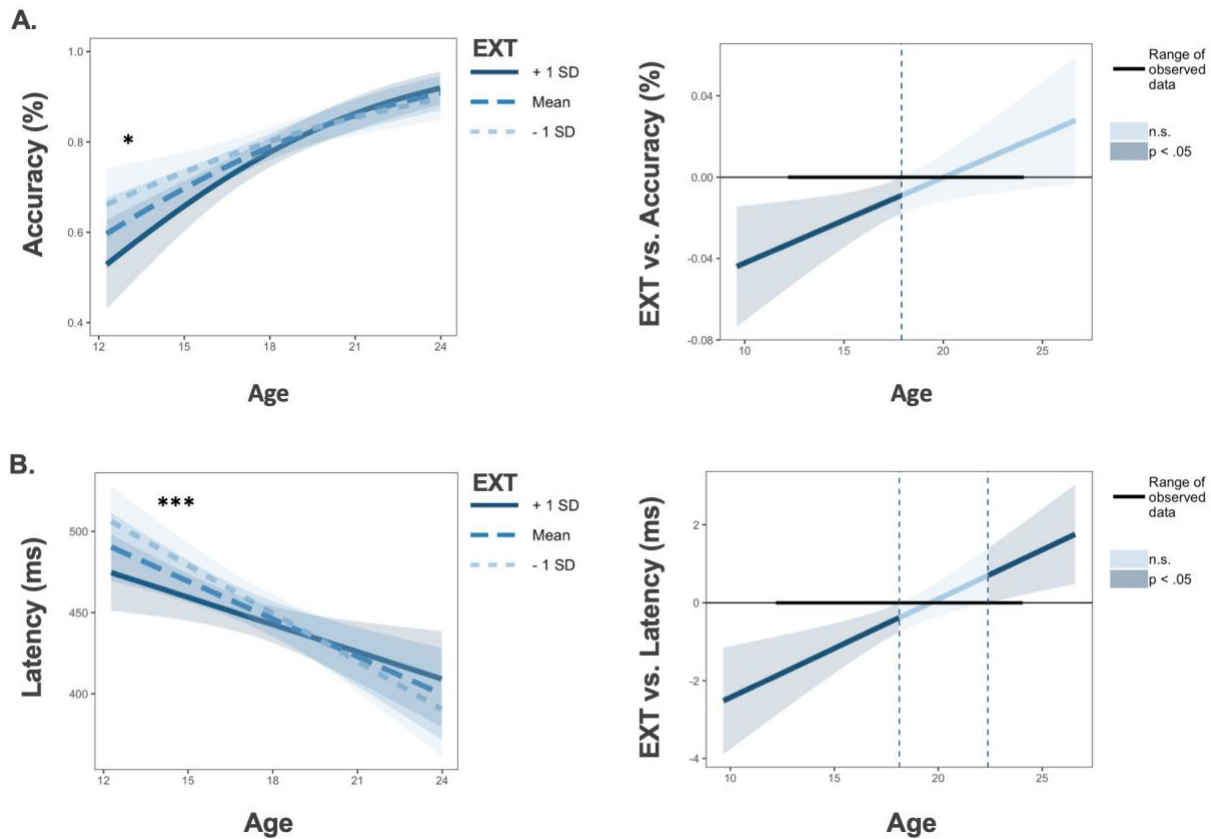 A.
EXT
+ 1 SD
Mean
- 1 SD
*
Accuracy (%)
1.0
0.8
0.6
0.4
12
15
18
21
24
Age
EXT vs. Accuracy (%)
0.04
0.00
-0.04
-0.08
10
15
20
25
Age
Range of
observed
data
n.s.
p < .05
B.
EXT
+ 1 SD
Mean
- 1 SD
***
Latency (ms)
500
450
400
12
15
18
21
24
Age
EXT vs. Latency (ms)
2
0
-2
-4
10
15
20
25
Age
Range of
observed
data
n.s.
p < .05